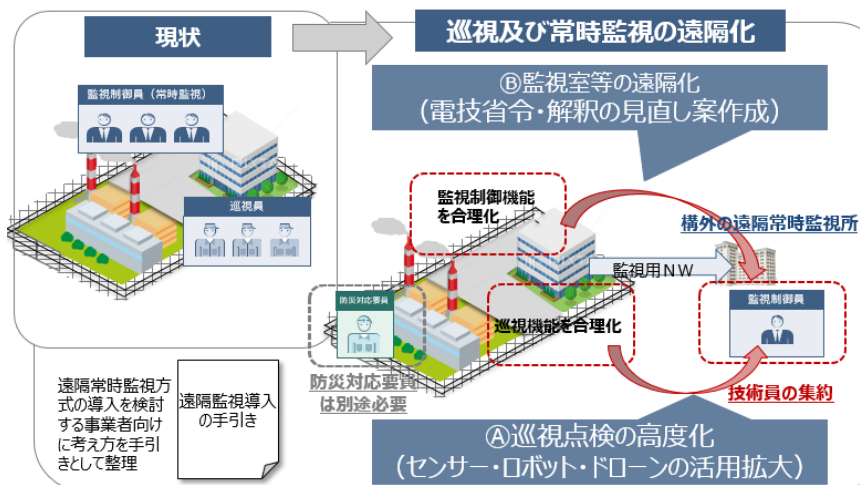 現状
監視制御員（常時監視）
巡視員
遠隔常時監視方
式の導入を検討
する事業者向け
に考え方を手引
きとして整理
遠隔監視導入
の手引き
巡視及び常時監視の遠隔化
Ⓑ監視室等の遠隔化
（電技省令・解釈の見直し案作成）
監視制御機能
を合理化
構外の遠隔常時監視所
監視用NW
監視制御員
防災対応要員
巡視機能を合理化
防災対応要員
は別途必要
技術員の集約
Ⓐ巡視点検の高度化
（センサー・ロボット・ドローンの活用拡大）